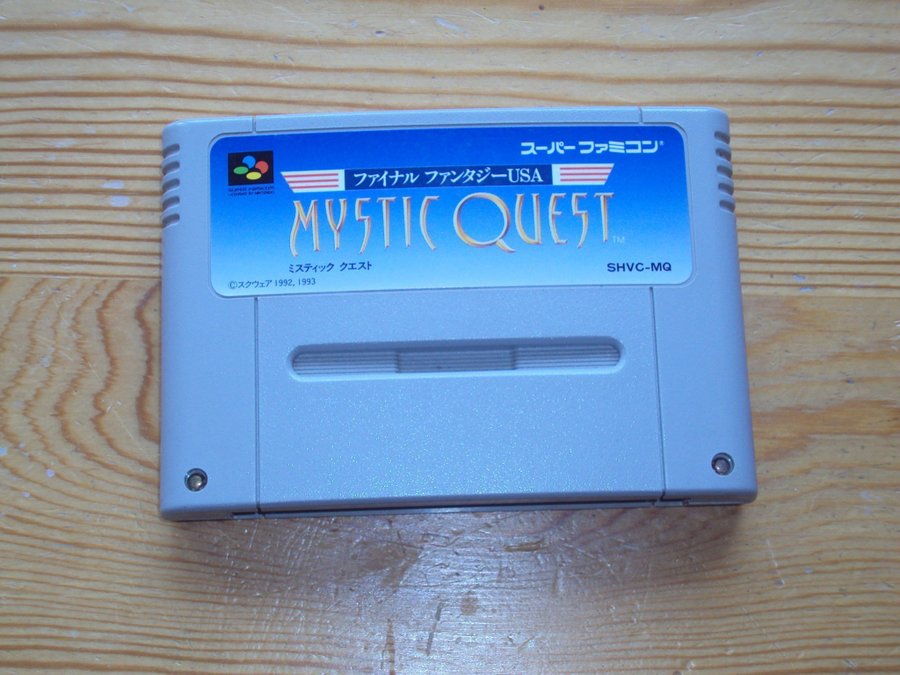 スーパー ファミコン®
ファイナル ファンタジーUSA
MYSTIC QUEST™
ミスティック クエスト
SHVC-MQ
©スクウェア 1992, 1993